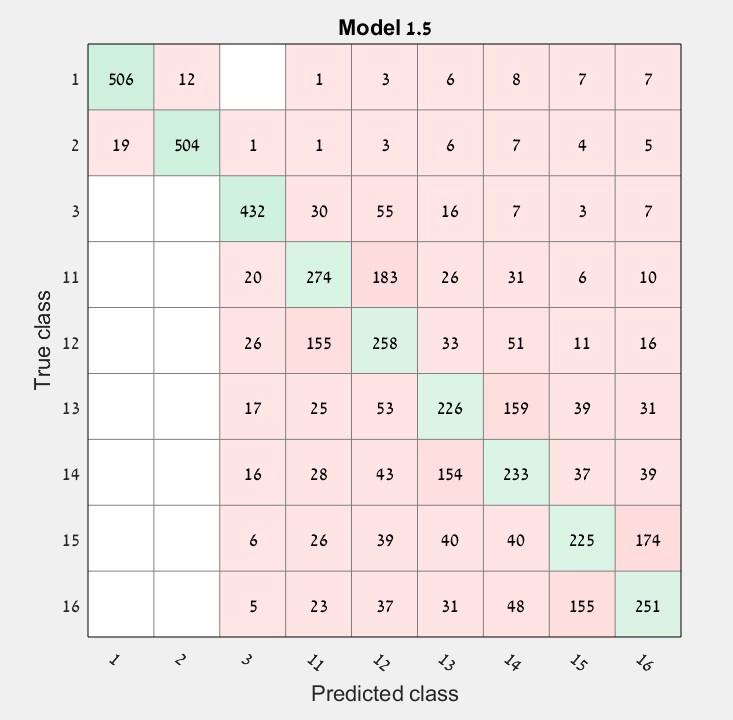 Model 1.5
1 506 12 1 3 6 8 7 7
2 19 504 1 1 3 6 7 4 5
3 432 30 55 16 7 3 7
11 20 274 183 26 31 6 10
12 26 155 258 33 51 11 16
13 17 25 53 226 159 39 31
14 16 28 43 154 233 37 39
15 6 26 39 40 40 225 174
16 5 23 37 31 48 155 251
1 2 3 11 12 13 14 15 16
Predicted class
True class